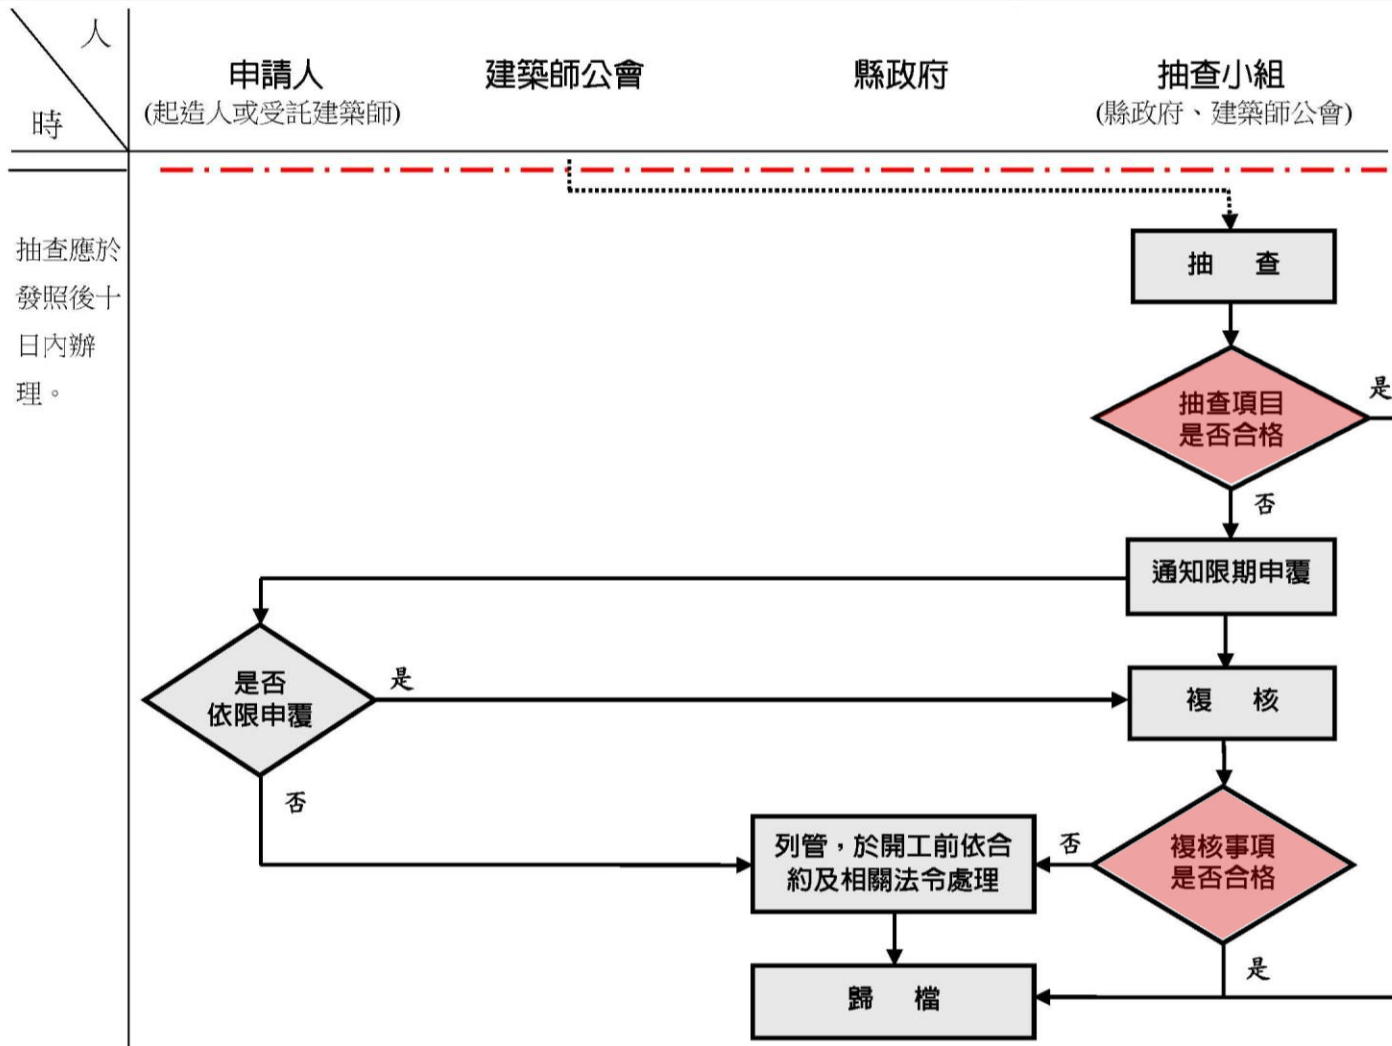 人
時
申請人
(起造人或受託建築師)
建築師公會
縣政府
抽查小組
(縣政府、建築師公會)
抽查應於
發照後十
日內辦
理。
抽 查
抽查項目
是否合格
是
否
通知限期申覆
是否
依限申覆
是
複 核
否
列管，於開工前依合
約及相關法令處理
否
複核事項
是否合格
是
歸 檔